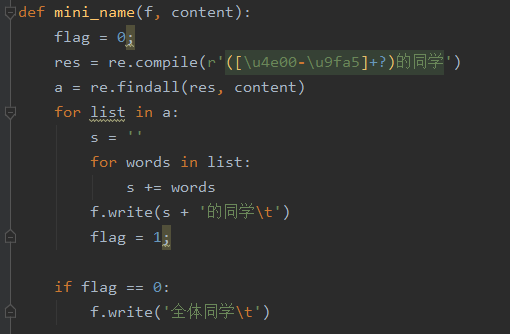 def mini_name(f, content):
    flag = 0;
    res = re.compile(r'([\u4e00-\u9fa5]+?)的同学')
    a = re.findall(res, content)
    for list in a:
        s = ''
        for words in list:
            s += words
        f.write(s + '的同学\t')
        flag = 1;

    if flag == 0:
        f.write('全体同学\t')